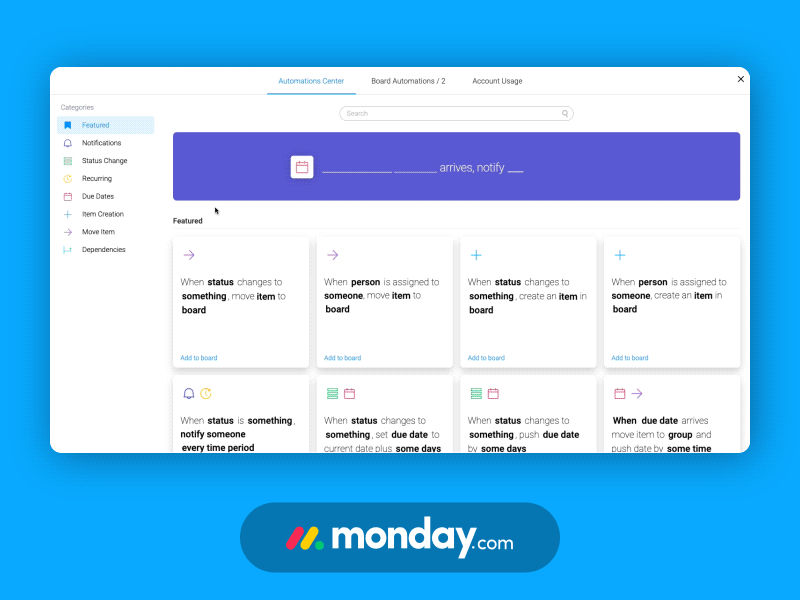 Automations Center
Board Automations / 2
Account Usage
Categories
Featured
Notifications
Status Change
Recurring
Due Dates
Item Creation
Move Item
Dependencies
Search
____________ _______ arrives, notify ___
Featured
When status changes to
something, move item to
board
Add to board
When person is assigned to
someone, move item to
board
Add to board
When status changes to
something, create an item in
board
Add to board
When person is assigned to
someone, create an item in
board
Add to board
When status is something,
notify someone
every time period
When status changes to
something, set due date to
current date plus some days
When status changes to
something, push due date
by some days
When due date arrives
move item to group and
push date by some time
monday.com